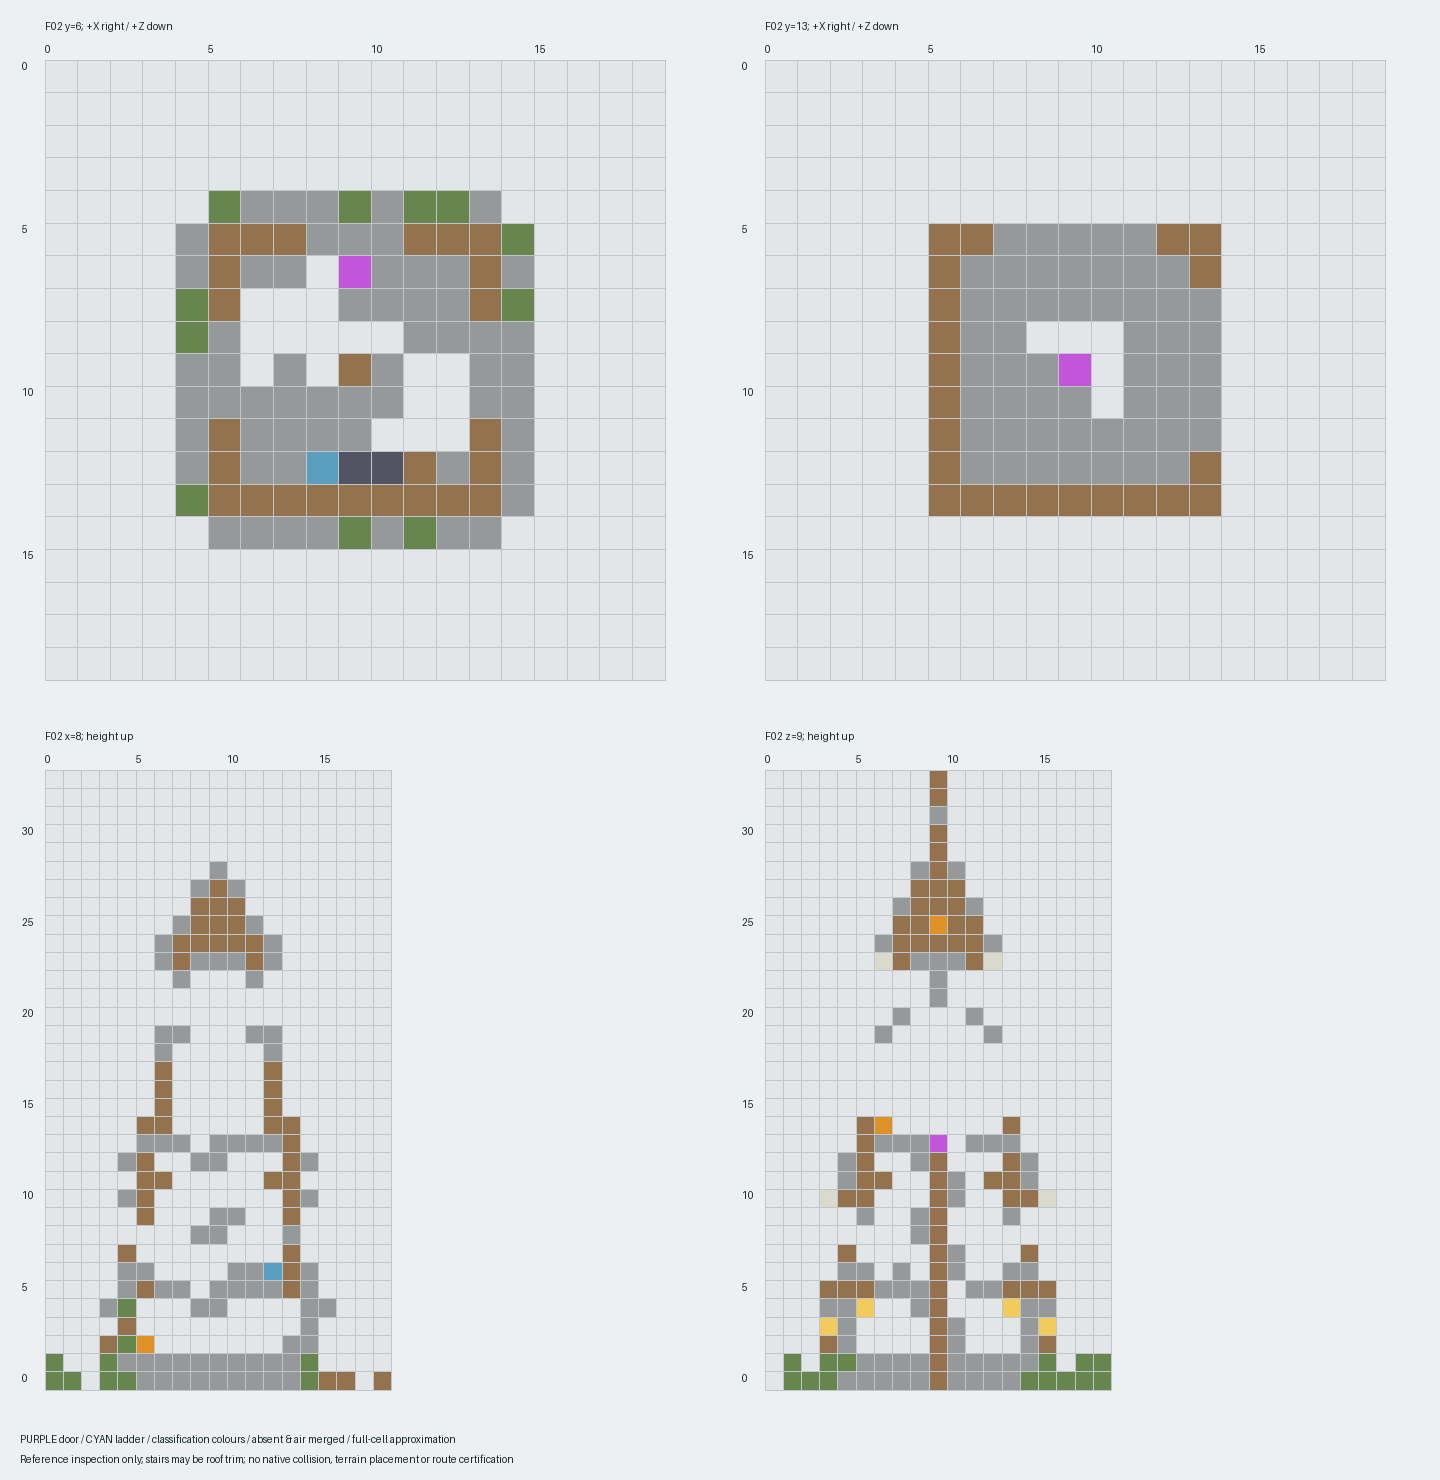 F02 y=6; +X right / +Z down
F02 y=13; +X right / +Z down
0 5 10 15
0 5 10 15
0
5
10
15
0
5
10
15
F02 x=8; height up
F02 z=9; height up
0 5 10 15
0 5 10 15
30
25
20
15
10
5
0
30
25
20
15
10
5
0
PURPLE door / CYAN ladder / classification colours / absent & air merged / full-cell approximation
Reference inspection only; stairs may be roof trim; no native collision, terrain placement or route certification